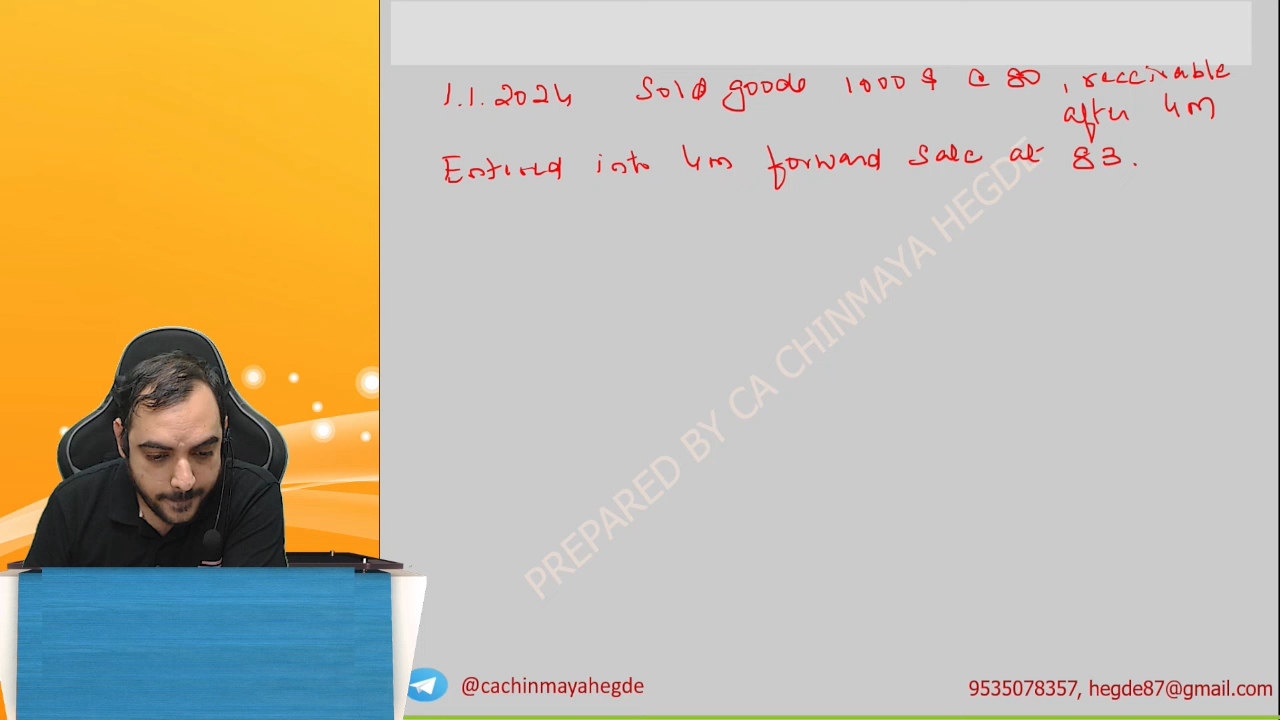 1.1.2024 Sold goods 1000 $ @ 80, receivable
after 4m
Entered into 4m forward sale at 83.
PREPARED BY CA CHINMAYA HEGDE
@cachinmayahegde
9535078357, hegde87@gmail.com